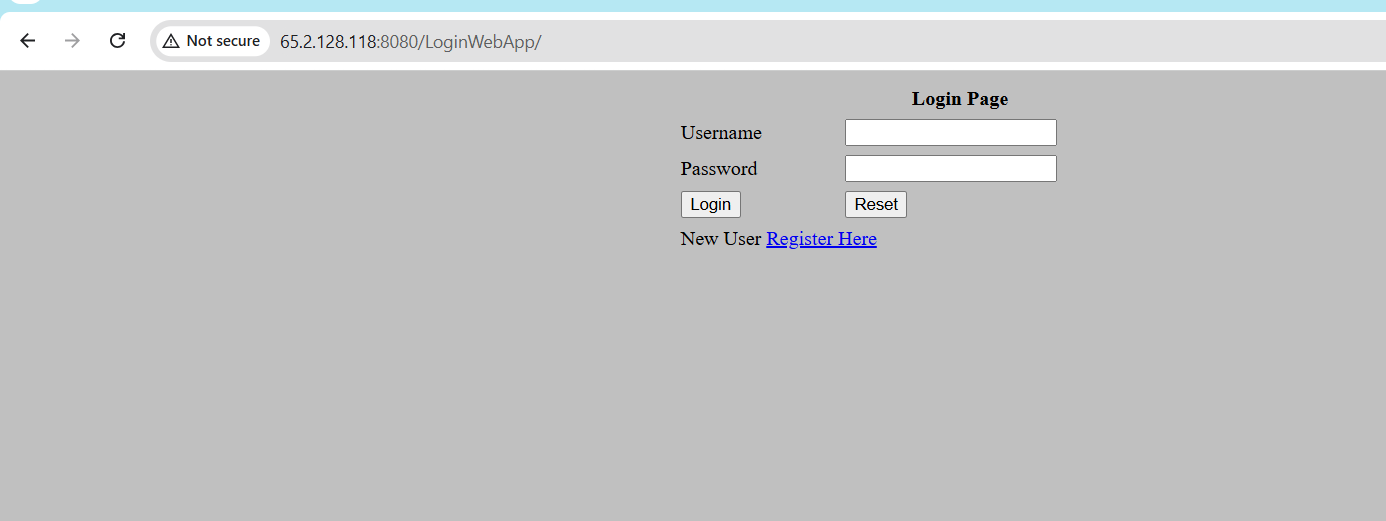 Not secure 65.2.128.118:8080/LoginWebApp/
Login Page
Username
Password
Login Reset
New User Register Here